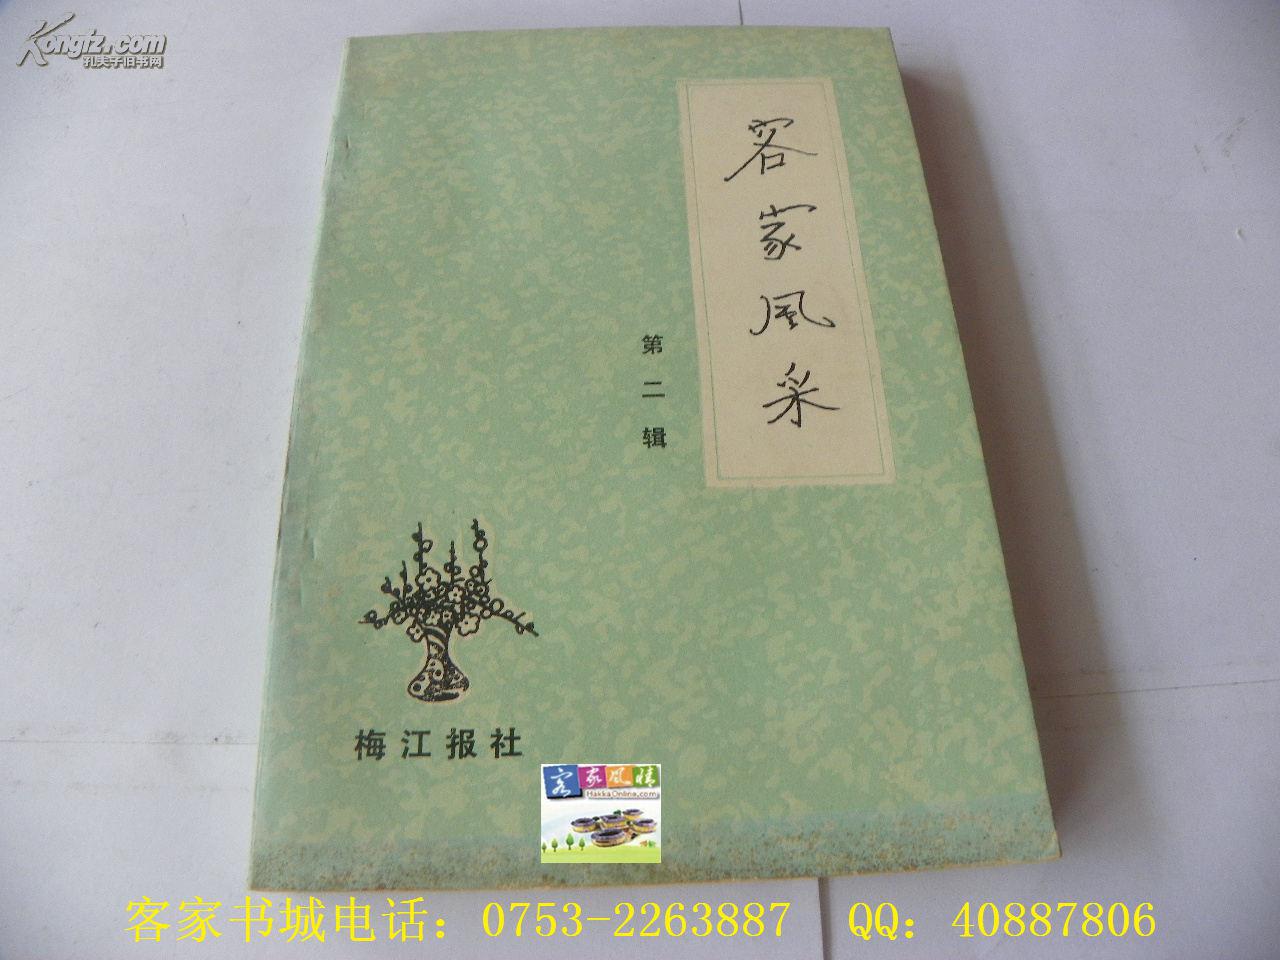 Kongfz.com
孔夫子旧书网
客家風采
第二辑
梅江报社
客家风情
HakkaOnline.com
客家书城电话：0753-2263887 QQ：40887806